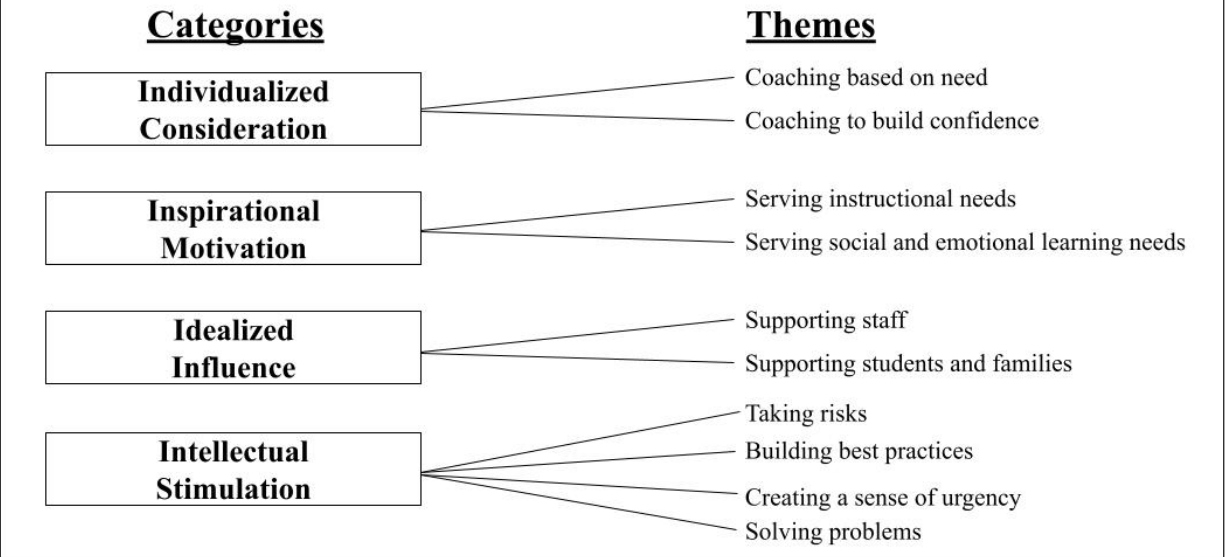 Categories
Themes
Individualized
Consideration
Coaching based on need
Coaching to build confidence
Inspirational
Motivation
Serving instructional needs
Serving social and emotional learning needs
Idealized
Influence
Supporting staff
Supporting students and families
Intellectual
Stimulation
Taking risks
Building best practices
Creating a sense of urgency
Solving problems